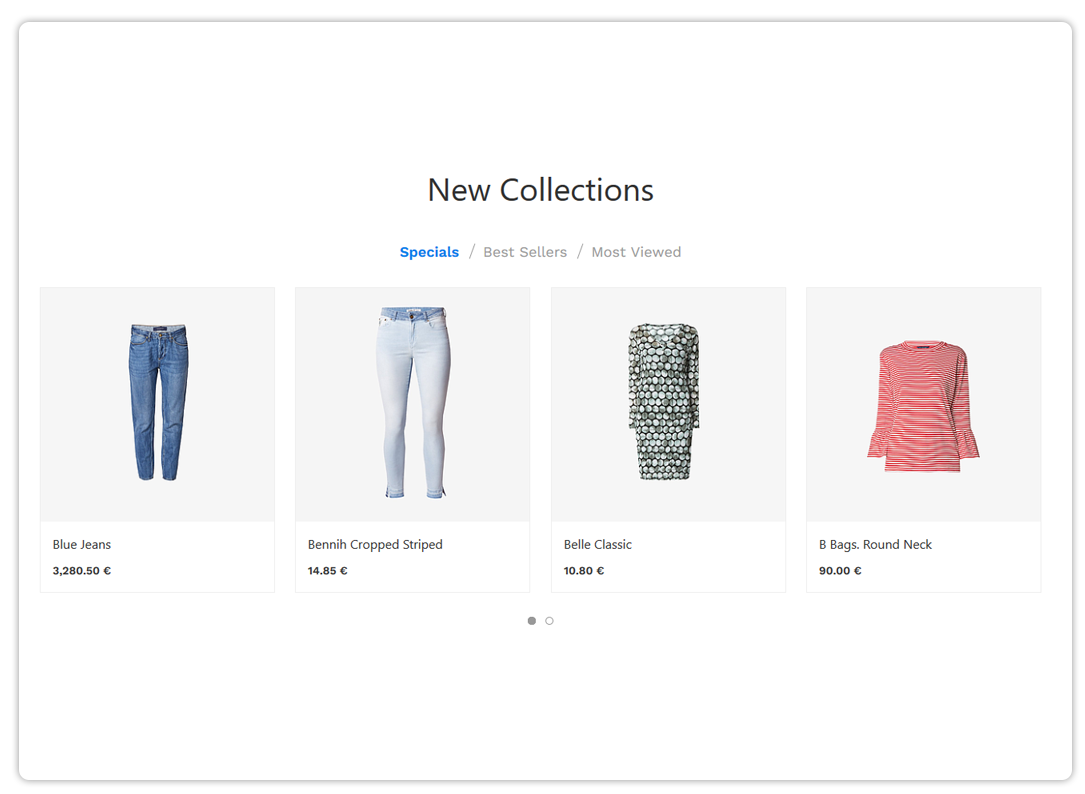 New Collections
Specials / Best Sellers / Most Viewed
Blue Jeans
3,280.50 €
Bennih Cropped Striped
14.85 €
Belle Classic
10.80 €
B Bags. Round Neck
90.00 €